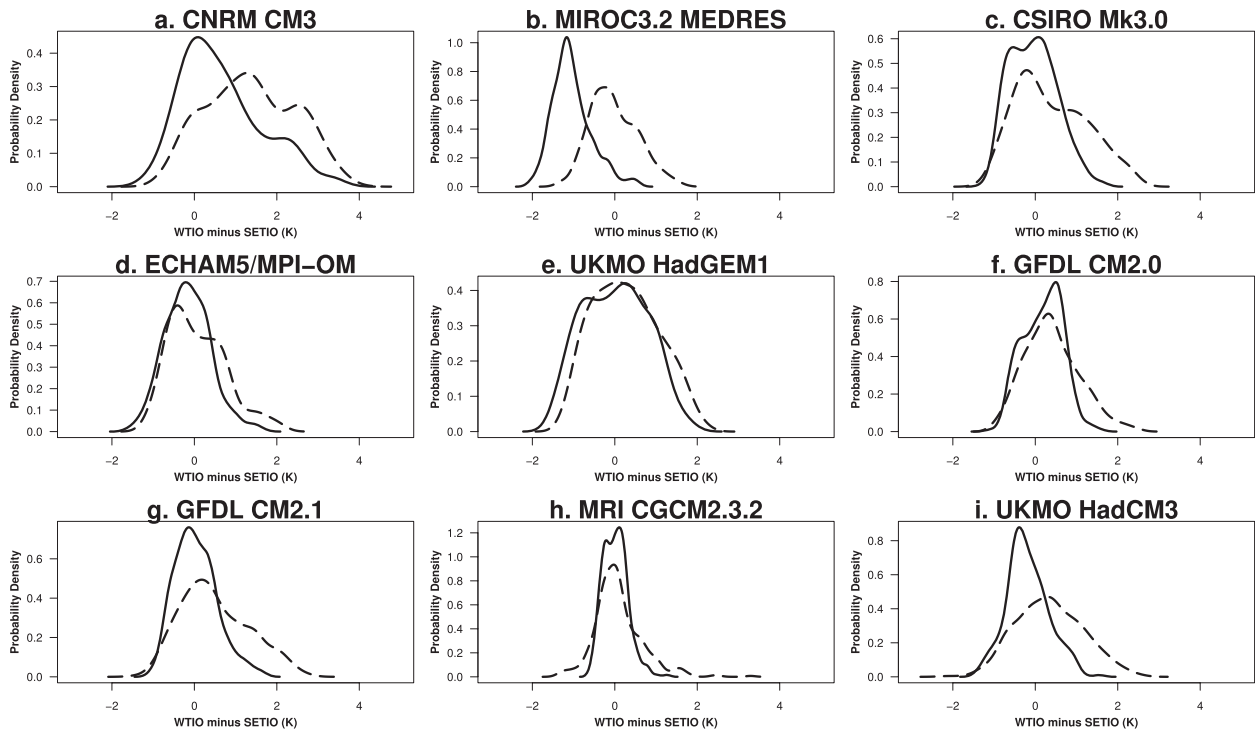 a. CNRM CM3
b. MIROC3.2 MEDRES
c. CSIRO Mk3.0
Probability Density
0.0 0.1 0.2 0.3 0.4
−2 0 2 4
WTIO minus SETIO (K)
Probability Density
0.0 0.2 0.4 0.6 0.8 1.0
−2 0 2 4
WTIO minus SETIO (K)
Probability Density
0.0 0.1 0.2 0.3 0.4 0.5 0.6
−2 0 2 4
WTIO minus SETIO (K)
d. ECHAM5/MPI−OM
e. UKMO HadGEM1
f. GFDL CM2.0
Probability Density
0.0 0.1 0.2 0.3 0.4 0.5 0.6 0.7
−2 0 2 4
WTIO minus SETIO (K)
Probability Density
0.0 0.1 0.2 0.3 0.4
−2 0 2 4
WTIO minus SETIO (K)
Probability Density
0.0 0.2 0.4 0.6 0.8
−2 0 2 4
WTIO minus SETIO (K)
g. GFDL CM2.1
h. MRI CGCM2.3.2
i. UKMO HadCM3
Probability Density
0.0 0.2 0.4 0.6
−2 0 2 4
WTIO minus SETIO (K)
Probability Density
0.0 0.2 0.4 0.6 0.8 1.0 1.2
−2 0 2 4
WTIO minus SETIO (K)
Probability Density
0.0 0.2 0.4 0.6 0.8
−2 0 2 4
WTIO minus SETIO (K)